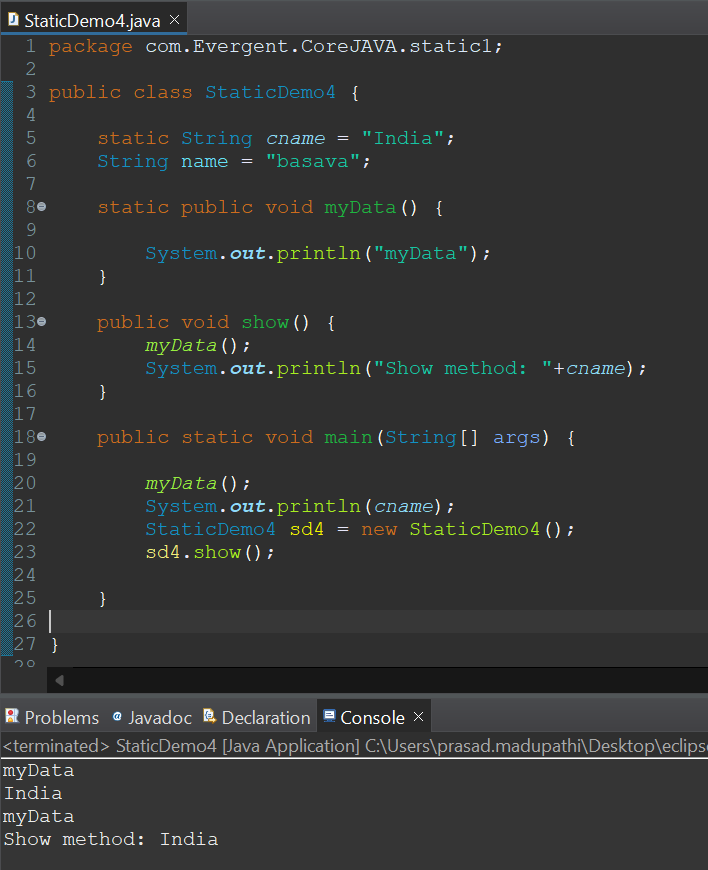 StaticDemo4.java
1 package com.Evergent.CoreJAVA.static1;
2
3 public class StaticDemo4 {
4
5 static String cname = "India";
6 String name = "basava";
7
8 static public void myData() {
9
10 System.out.println("myData");
11 }
12
13 public void show() {
14 myData();
15 System.out.println("Show method: "+cname);
16 }
17
18 public static void main(String[] args) {
19
20 myData();
21 System.out.println(cname);
22 StaticDemo4 sd4 = new StaticDemo4();
23 sd4.show();
24
25 }
26
27 }
28
Problems @ Javadoc Declaration Console
<terminated> StaticDemo4 [Java Application] C:\Users\prasad.madupathi\Desktop\eclips
myData
India
myData
Show method: India